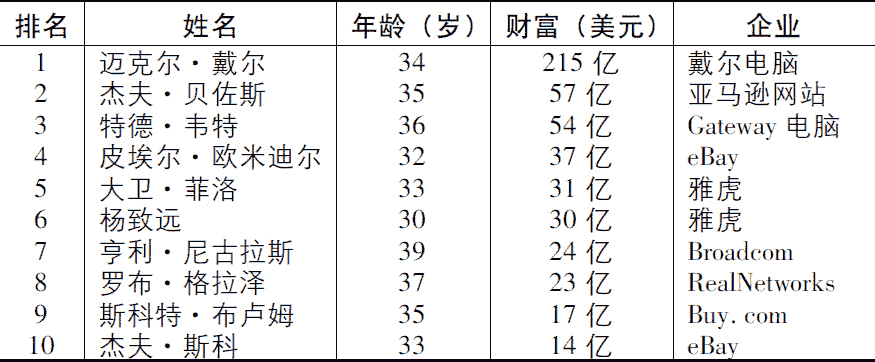 排名 姓名 年龄（岁） 财富（美元） 企业
1 迈克尔·戴尔 34 215 亿 戴尔电脑
2 杰夫·贝佐斯 35 57 亿 亚马逊网站
3 特德·韦特 36 54 亿 Gateway 电脑
4 皮埃尔·欧米迪尔 32 37 亿 eBay
5 大卫·菲洛 33 31 亿 雅虎
6 杨致远 30 30 亿 雅虎
7 亨利·尼古拉斯 39 24 亿 Broadcom
8 罗布·格拉泽 37 23 亿 RealNetworks
9 斯科特·布卢姆 35 17 亿 Buy. com
10 杰夫·斯科 33 14 亿 eBay